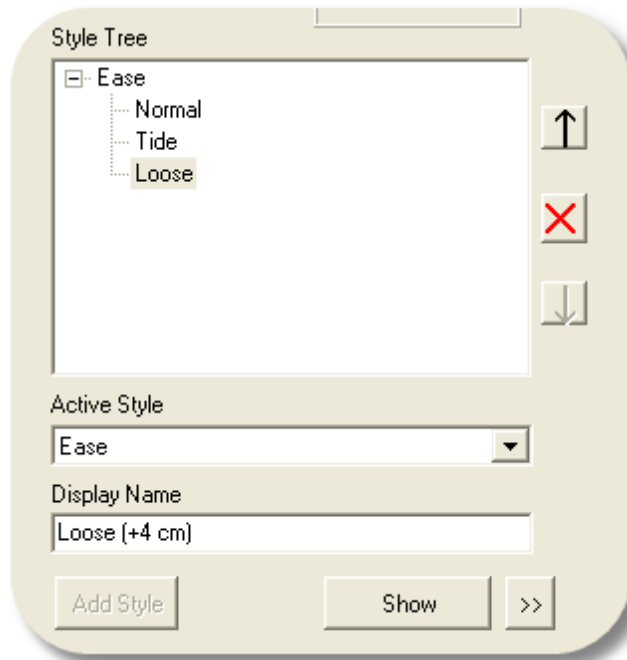 Style Tree
Ease
Normal
Tide
Loose
Active Style
Ease
Display Name
Loose (+4 cm)
Add Style
Show
>>